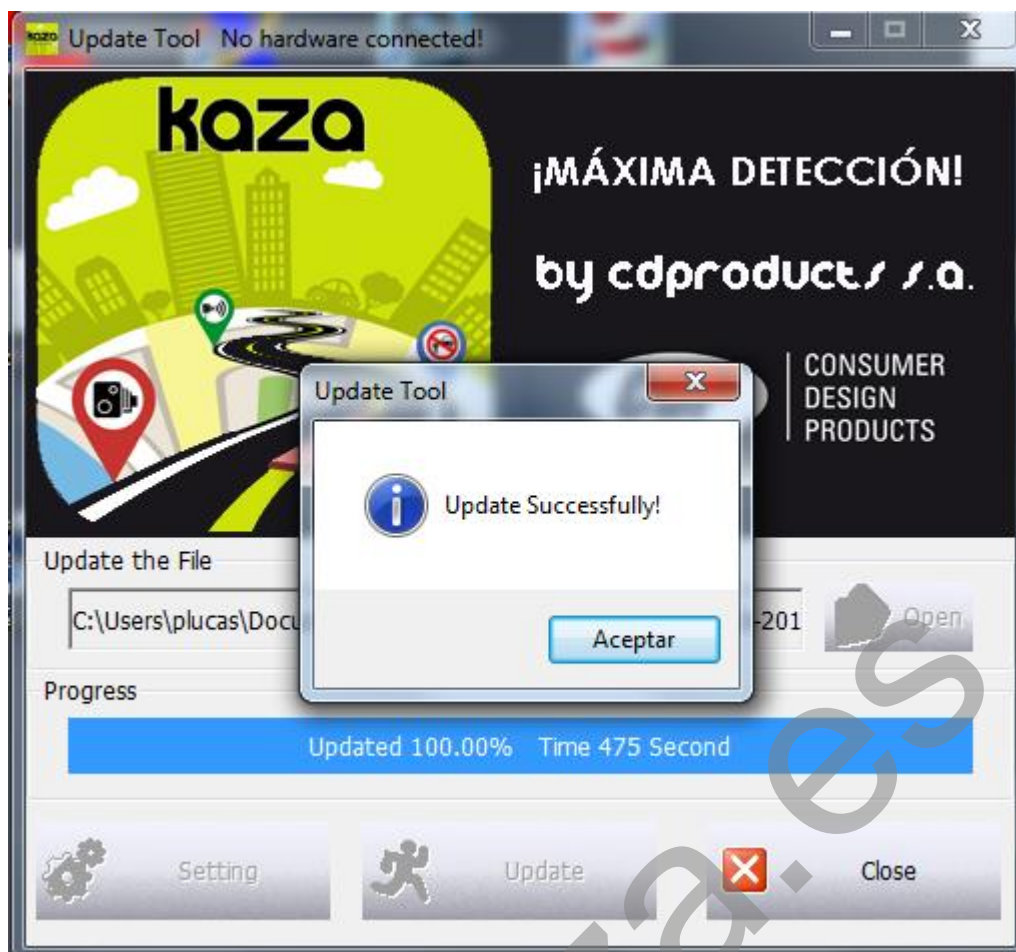 Update Tool No hardware connected!
kaza
¡MÁXIMA DETECCIÓN!
by cdproducts s.a.
CONSUMER
DESIGN
PRODUCTS
Update Tool
Update Successfully!
Aceptar
Update the File
C:\Users\plucas\Docu
-201
Open
Progress
Updated 100.00% Time 475 Second
Setting
Update
Close